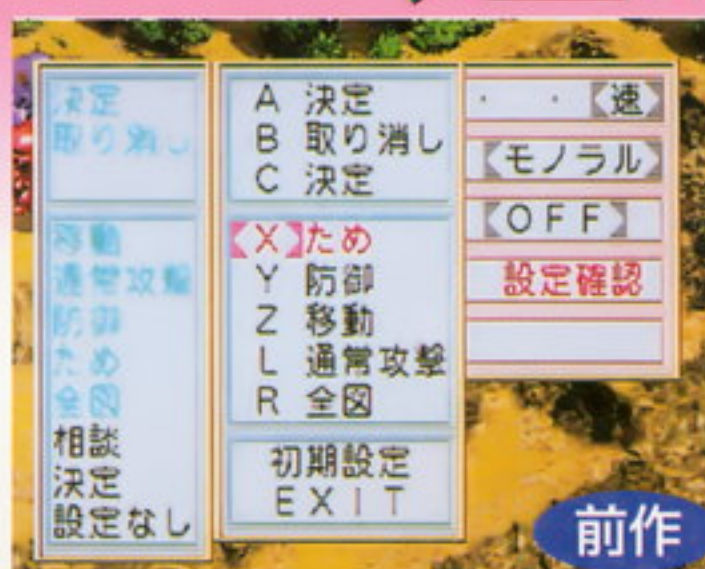 決定
取り消し
移動
通常攻撃
防御
ため
全図
相談
決定
設定なし
A 決定
B 取り消し
C 決定
X ため
Y 防御
Z 移動
L 通常攻撃
R 全図
初期設定
EXIT
・ ・ 速
モノラル
OFF
設定確認
前作